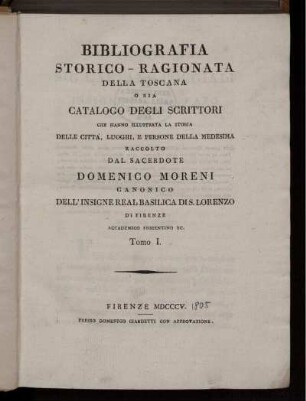 BIBLIOGRAFIA
STORICO-RAGIONATA
DELLA TOSCANA
O SIA
CATALOGO DEGLI SCRITTORI
CHE HANNO ILLUSTRATA LA STORIA
DELLE CITTÀ, LUOGHI, E PERSONE DELLA MEDESIMA
RACCOLTO
DAL SACERDOTE
DOMENICO MORENI
CANONICO
DELL'INSIGNE REAL BASILICA DI S. LORENZO
DI FIRENZE
ACCADEMICO FIORENTINO EC.
Tomo I.
FIRENZE MDCCCV. 1805
PRESSO DOMENICO CIARDETTI CON APPROVAZIONE.